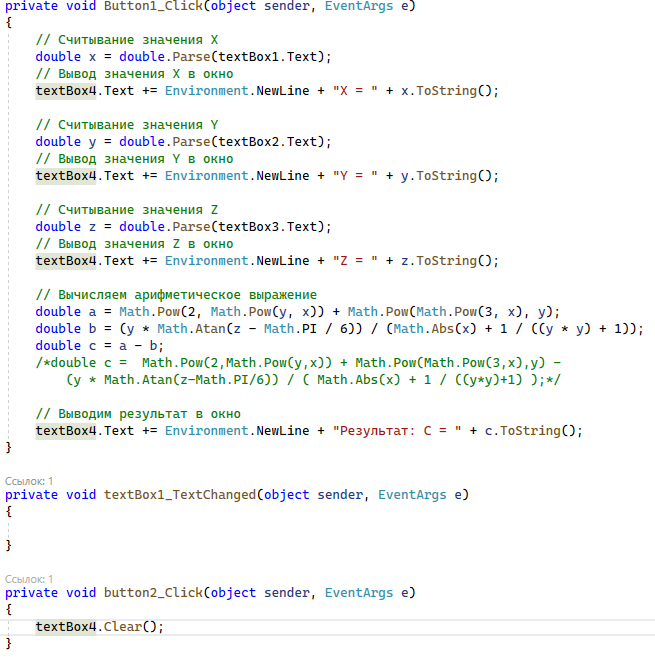 private void Button1_Click(object sender, EventArgs e)
{
// Считывание значения X
double x = double.Parse(textBox1.Text);
// Вывод значения X в окно
textBox4.Text += Environment.NewLine + "X = " + x.ToString();
// Считывание значения Y
double y = double.Parse(textBox2.Text);
// Вывод значения Y в окно
textBox4.Text += Environment.NewLine + "Y = " + y.ToString();
// Считывание значения Z
double z = double.Parse(textBox3.Text);
// Вывод значения Z в окно
textBox4.Text += Environment.NewLine + "Z = " + z.ToString();
// Вычисляем арифметическое выражение
double a = Math.Pow(2, Math.Pow(y, x)) + Math.Pow(Math.Pow(3, x), y);
double b = (y * Math.Atan(z - Math.PI / 6)) / (Math.Abs(x) + 1 / ((y * y) + 1));
double c = a - b;
/*double c =  Math.Pow(2,Math.Pow(y,x)) + Math.Pow(Math.Pow(3,x),y) -
(y * Math.Atan(z-Math.PI/6)) / ( Math.Abs(x) + 1 / ((y*y)+1) );*/
// Выводим результат в окно
textBox4.Text += Environment.NewLine + "Результат: C = " + c.ToString();
}
Ссылок: 1
private void textBox1_TextChanged(object sender, EventArgs e)
{
}
Ссылок: 1
private void button2_Click(object sender, EventArgs e)
{
textBox4.Clear();
}